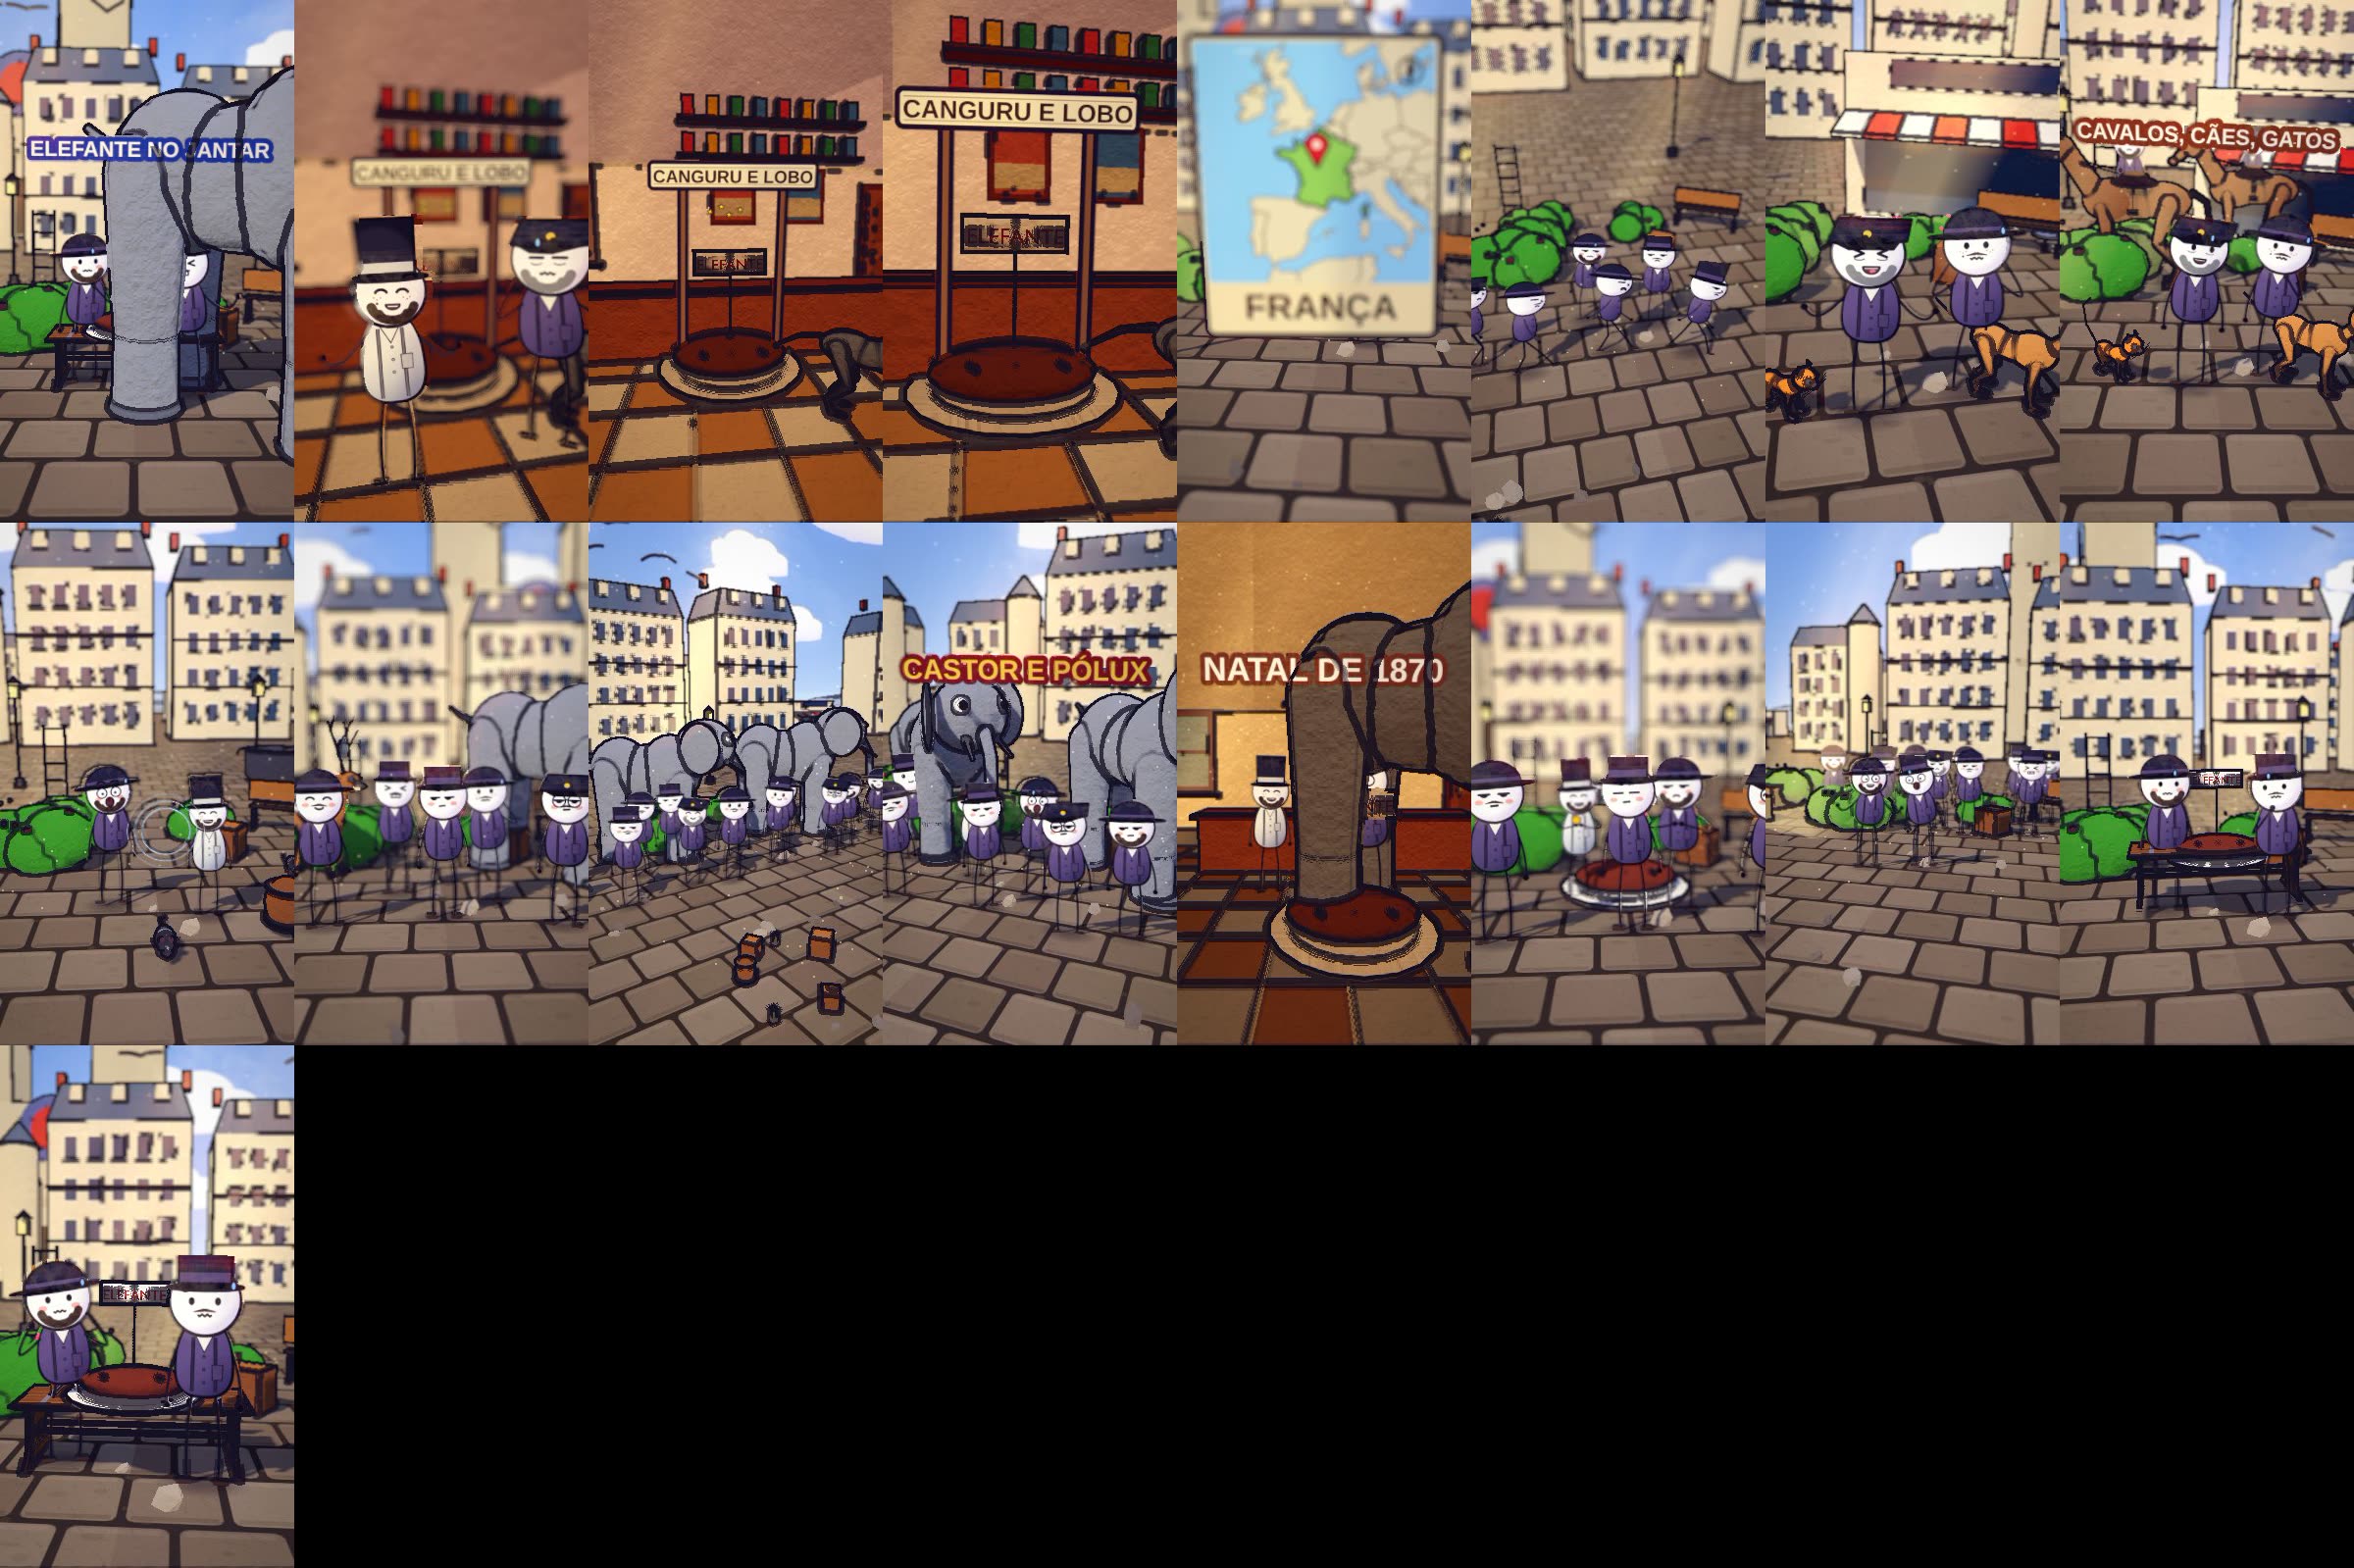 ELEFANTE NO JANTAR
CANGURU E LOBO
CANGURU E LOBO
ELEFANTE
CANGURU E LOBO
ELEFANTE
FRANÇA
CAVALOS, CÃES, GATOS
CASTOR E PÓLUX
NATAL DE 1870
ELEFANTE
ELEFANTE